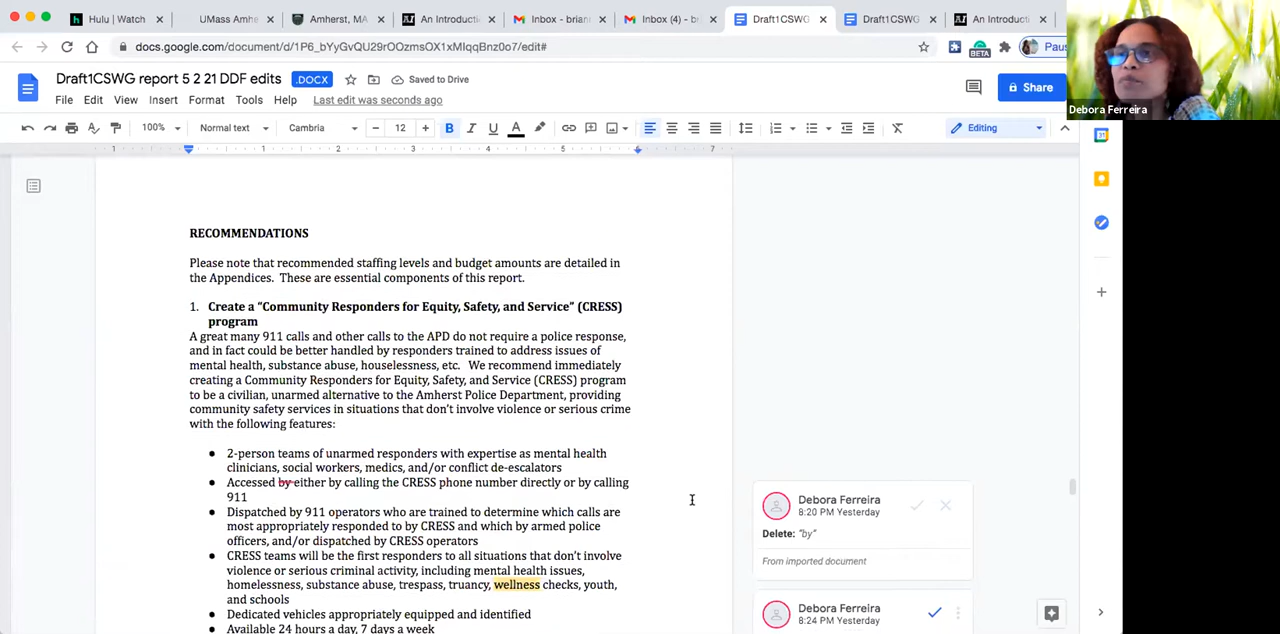 Hulu | Watch
UMass Amhe
Amherst, MA
An Introducti
Inbox - brian
Inbox (4) - b
Draft1CSWG
Draft1CSWG
An Introducti
docs.google.com/document/d/1P6_bYyGvQU29rOOzmsOX1xMIqqBnz0o7/edit#
BETA
Pau
Draft1CSWG report 5 2 21 DDF edits .DOCX Saved to Drive
File Edit View Insert Format Tools Help Last edit was seconds ago
Share
Debora Ferreira
100% Normal text Cambria 12 B I U A Editing
1 1 2 3 4 5 6 7
31
RECOMMENDATIONS
Please note that recommended staffing levels and budget amounts are detailed in
the Appendices. These are essential components of this report.
1. Create a “Community Responders for Equity, Safety, and Service” (CRESS)
program
A great many 911 calls and other calls to the APD do not require a police response,
and in fact could be better handled by responders trained to address issues of
mental health, substance abuse, houselessness, etc. We recommend immediately
creating a Community Responders for Equity, Safety, and Service (CRESS) program
to be a civilian, unarmed alternative to the Amherst Police Department, providing
community safety services in situations that don't involve violence or serious crime
with the following features:
● 2-person teams of unarmed responders with expertise as mental health
clinicians, social workers, medics, and/or conflict de-escalators
● Accessed by either by calling the CRESS phone number directly or by calling
911
● Dispatched by 911 operators who are trained to determine which calls are
most appropriately responded to by CRESS and which by armed police
officers, and/or dispatched by CRESS operators
● CRESS teams will be the first responders to all situations that don't involve
violence or serious criminal activity, including mental health issues,
homelessness, substance abuse, trespass, truancy, wellness checks, youth,
and schools
● Dedicated vehicles appropriately equipped and identified
● Available 24 hours a day, 7 days a week
Debora Ferreira
8:20 PM Yesterday
Delete: “by”
From imported document
Debora Ferreira
8:24 PM Yesterday